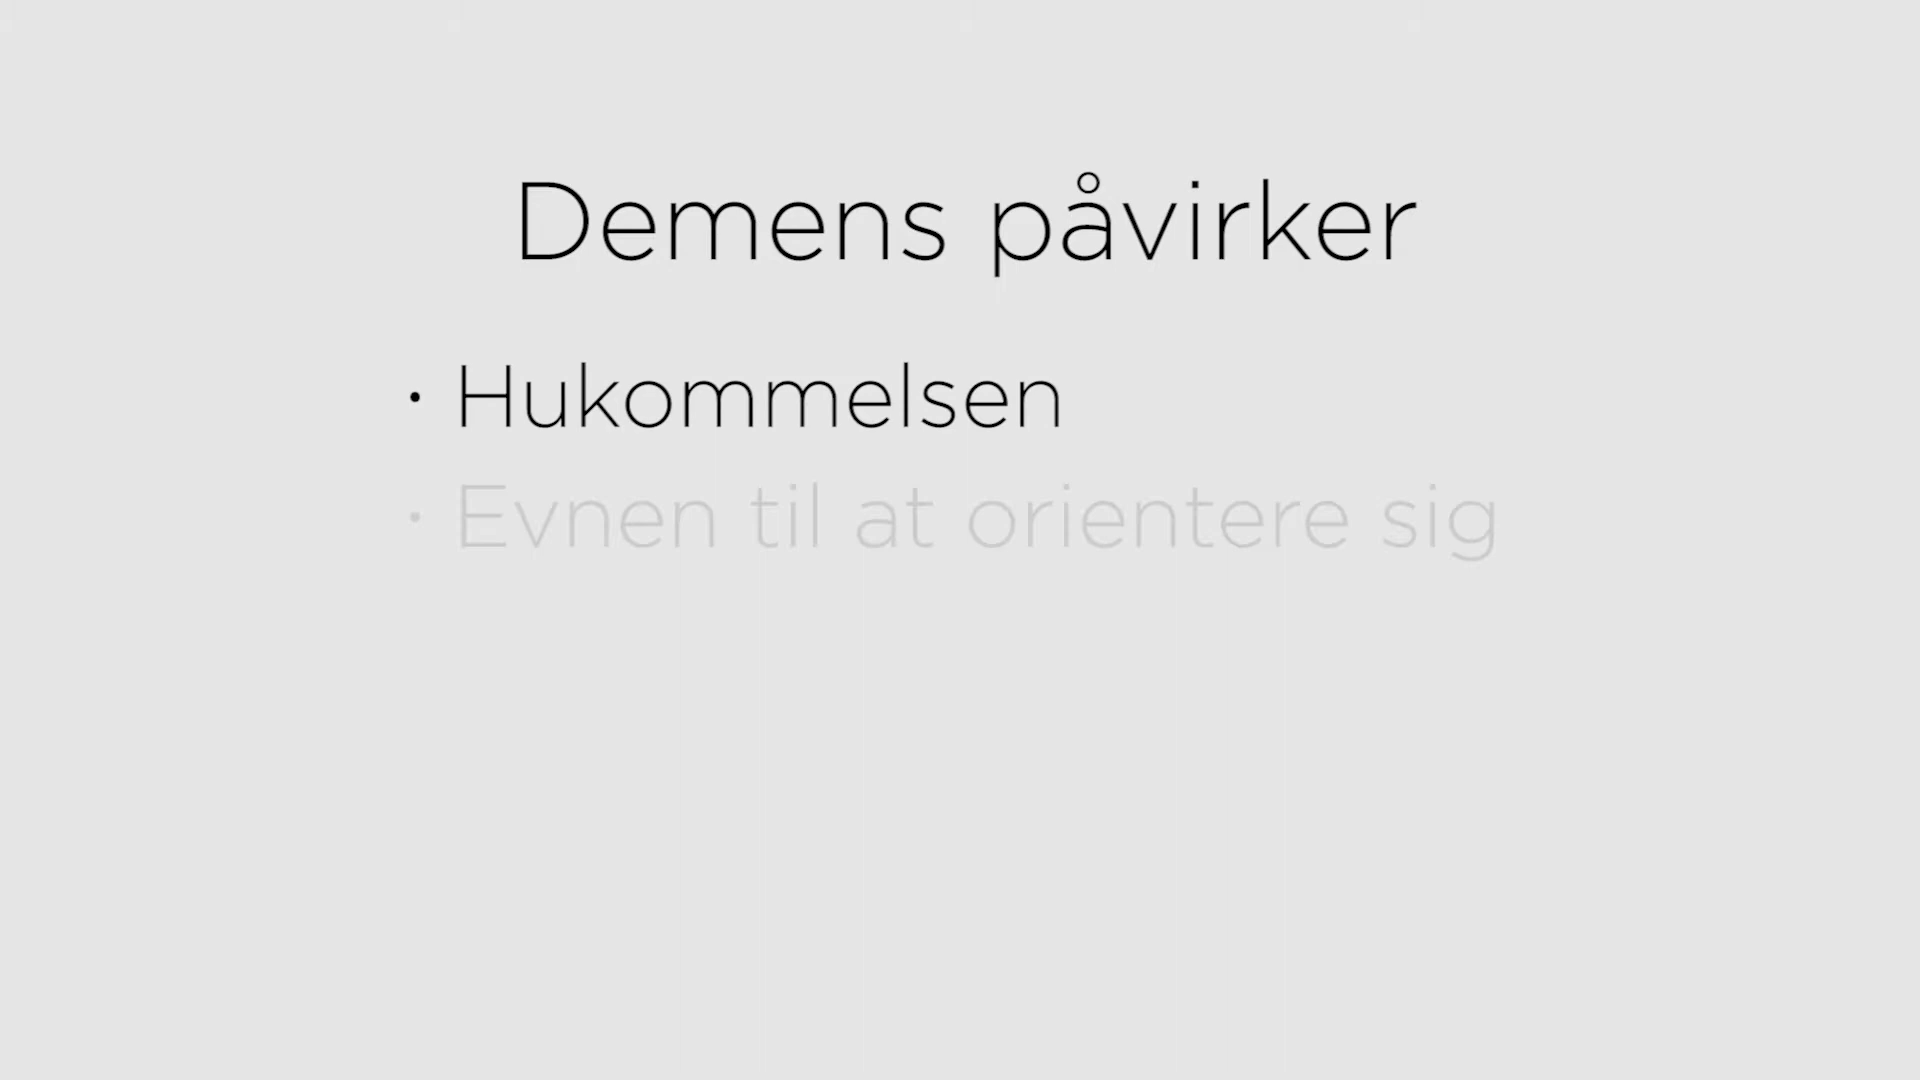 Demens påvirker
· Hukommelsen
· Evnen til at orientere sig